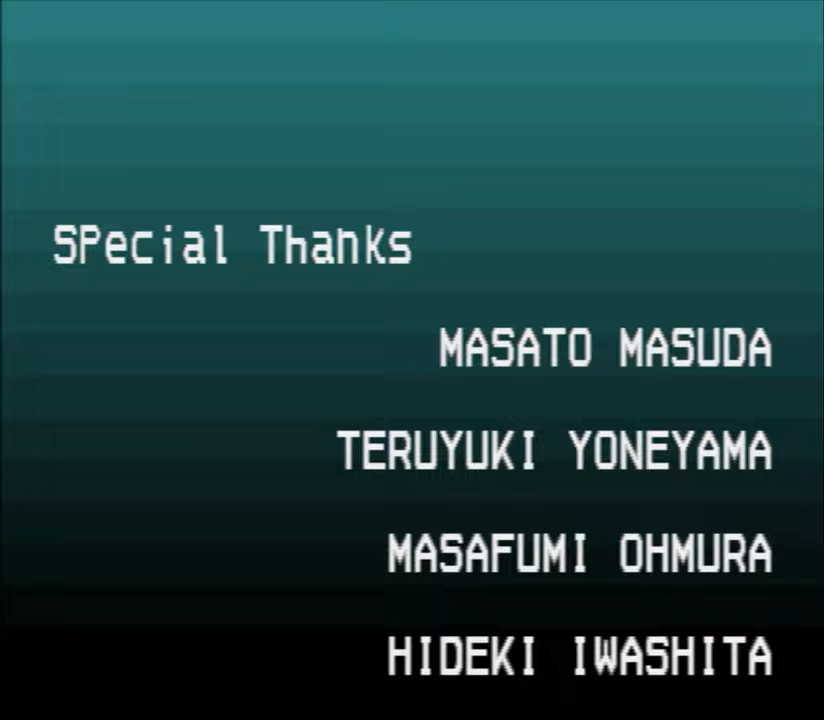 SPecial Thanks
MASATO MASUDA
TERUYUKI YONEYAMA
MASAFUMI OHMURA
HIDEKI IWASHITA